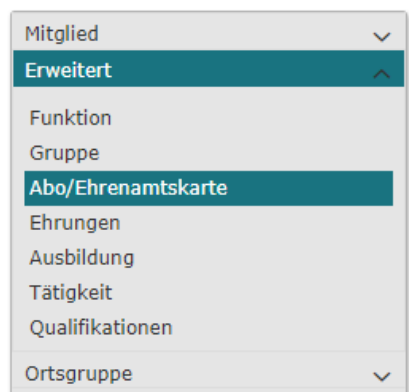 Mitglied
Erweitert
Funktion
Gruppe
Abo/Ehrenamtskarte
Ehrungen
Ausbildung
Tätigkeit
Qualifikationen
Ortsgruppe